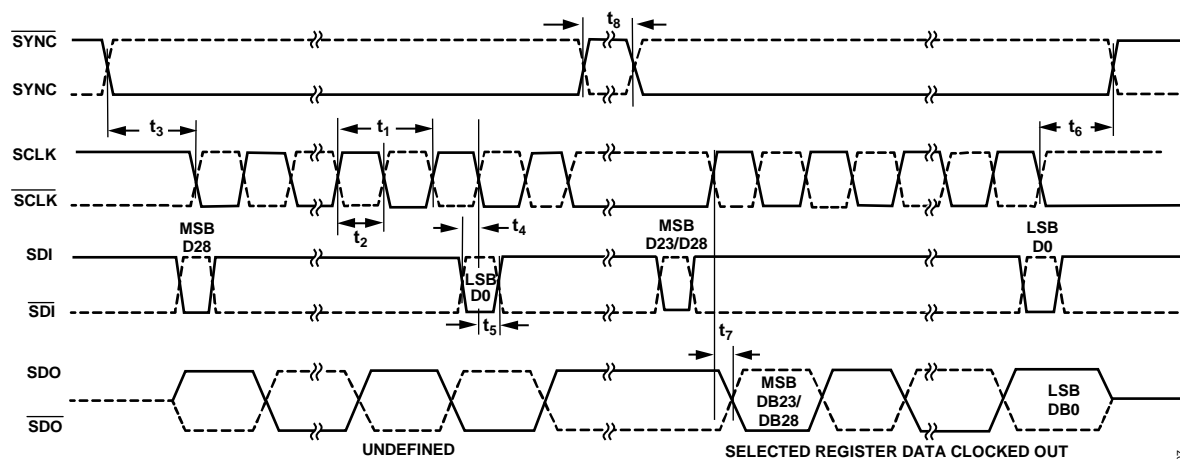 t8
SYNC
SYNC
t3
t1
t6
SCLK
SCLK
t2
t4
MSB
D28
MSB
D23/D28
LSB
D0
SDI
LSB
D0
SDI
t5
t7
SDO
MSB
DB23/
DB28
LSB
DB0
SDO
UNDEFINED
SELECTED REGISTER DATA CLOCKED OUT